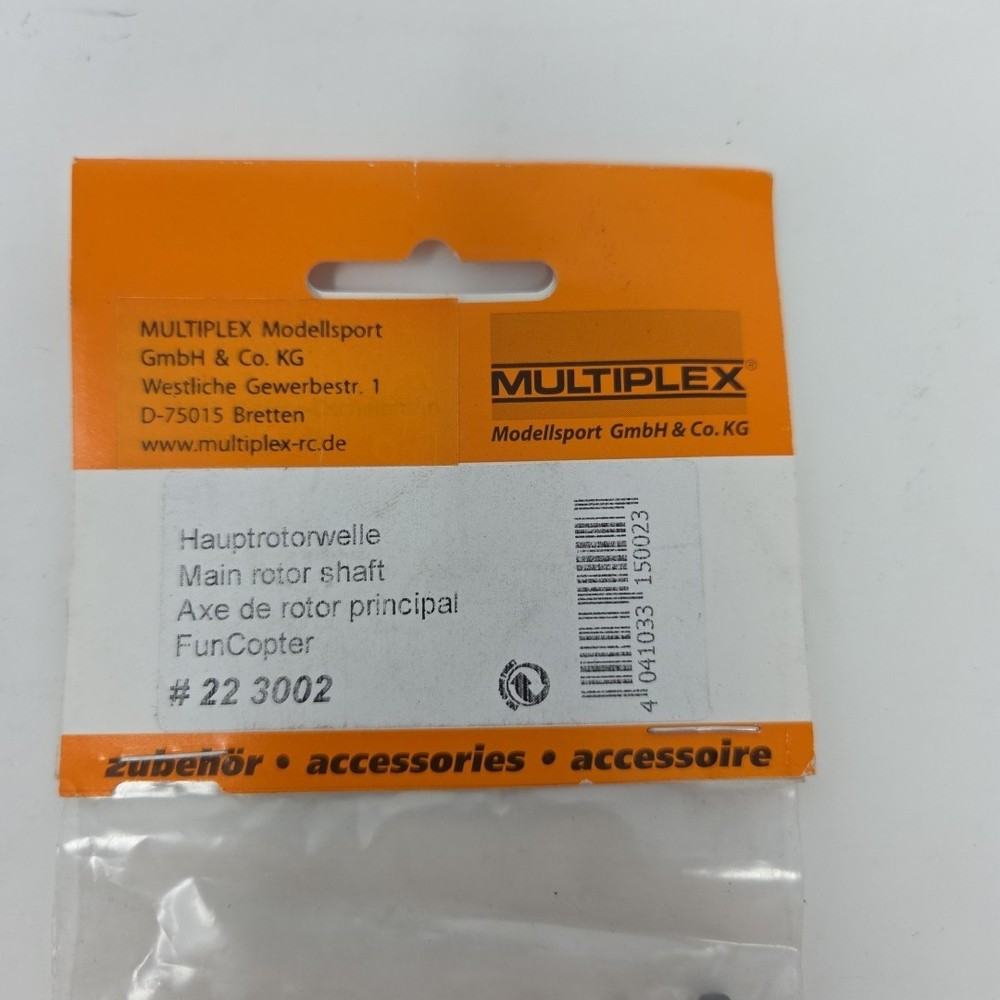 MULTIPLEX Modellsport
GmbH & Co. KG
Westliche Gewerbestr. 1
D-75015 Bretten
www.multiplex-rc.de
MULTIPLEX®
Modellsport GmbH & Co. KG
Hauptrotorwelle
Main rotor shaft
Axe de rotor principal
FunCopter
# 22 3002
4 041033 150023
zubehör • accessories • accessoire